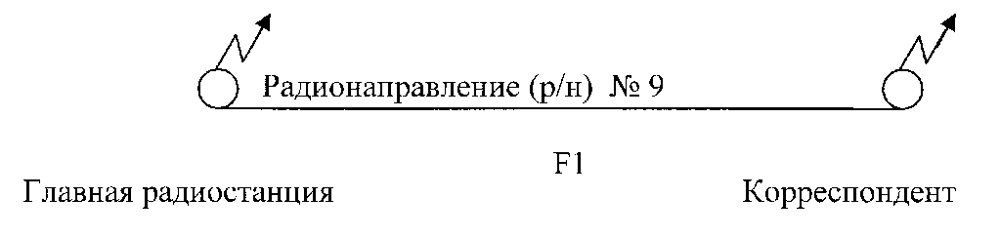 Радионаправление (р/н) № 9
F1
Главная радиостанция Корреспондент